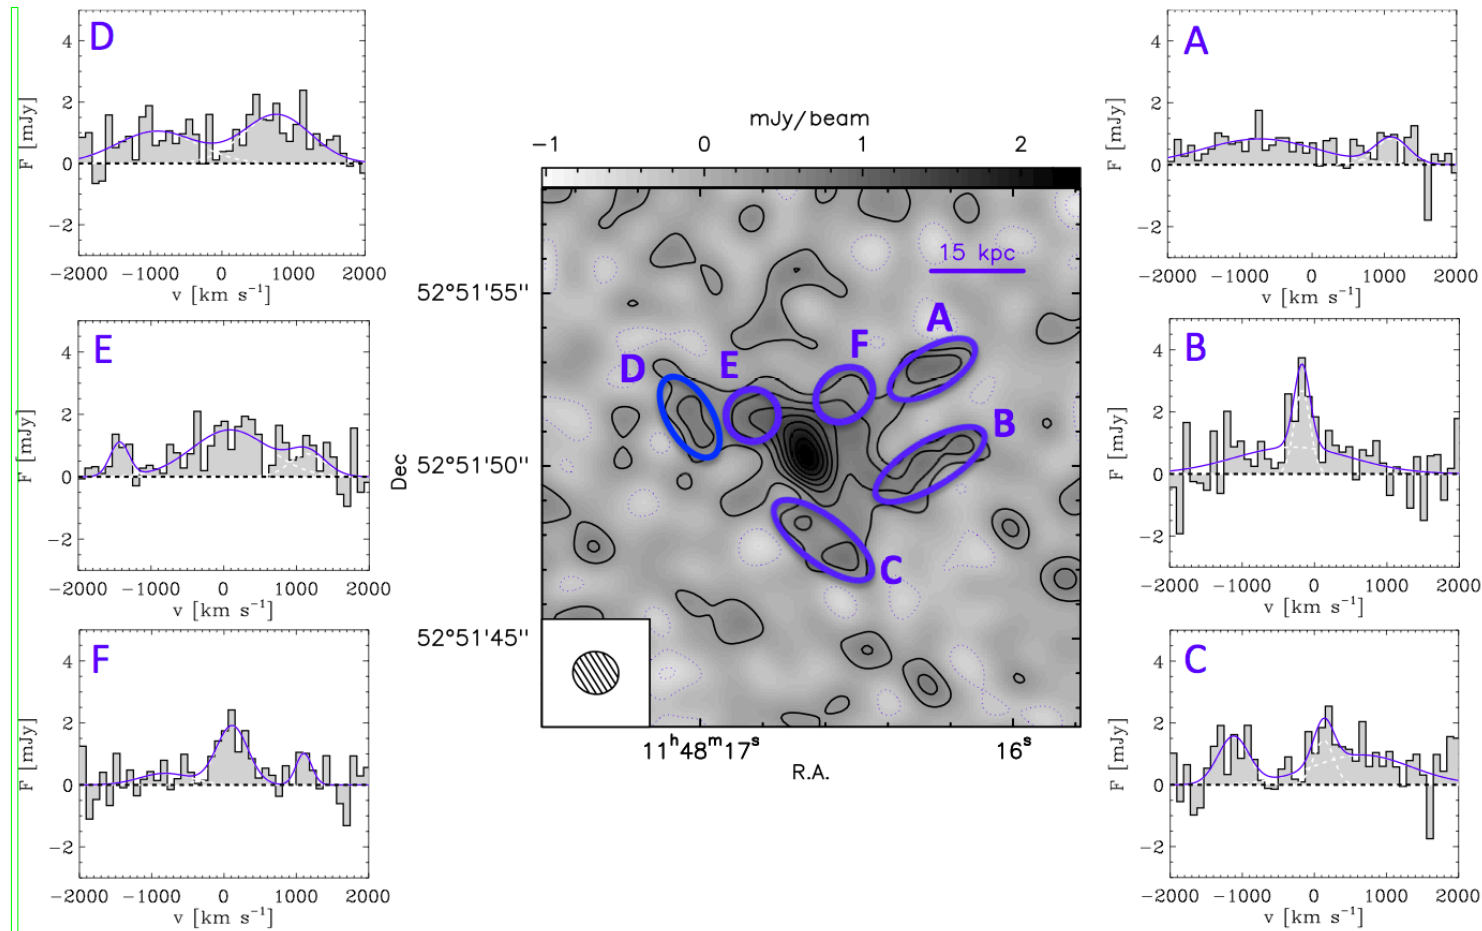 D
4
2
0
−2
F [mJy]
−2000 −1000 0 1000 2000
v [km s⁻¹]
E
4
2
0
−2
F [mJy]
−2000 −1000 0 1000 2000
v [km s⁻¹]
F
4
2
0
−2
F [mJy]
−2000 −1000 0 1000 2000
v [km s⁻¹]
mJy/beam
−1 0 1 2
15 kpc
A
F
E
D
B
C
52°51'55''
52°51'50''
52°51'45''
Dec
11ʰ48ᵐ17ˢ 16ˢ
R.A.
A
4
2
0
−2
F [mJy]
−2000 −1000 0 1000 2000
v [km s⁻¹]
B
4
2
0
−2
F [mJy]
−2000 −1000 0 1000 2000
v [km s⁻¹]
C
4
2
0
−2
F [mJy]
−2000 −1000 0 1000 2000
v [km s⁻¹]